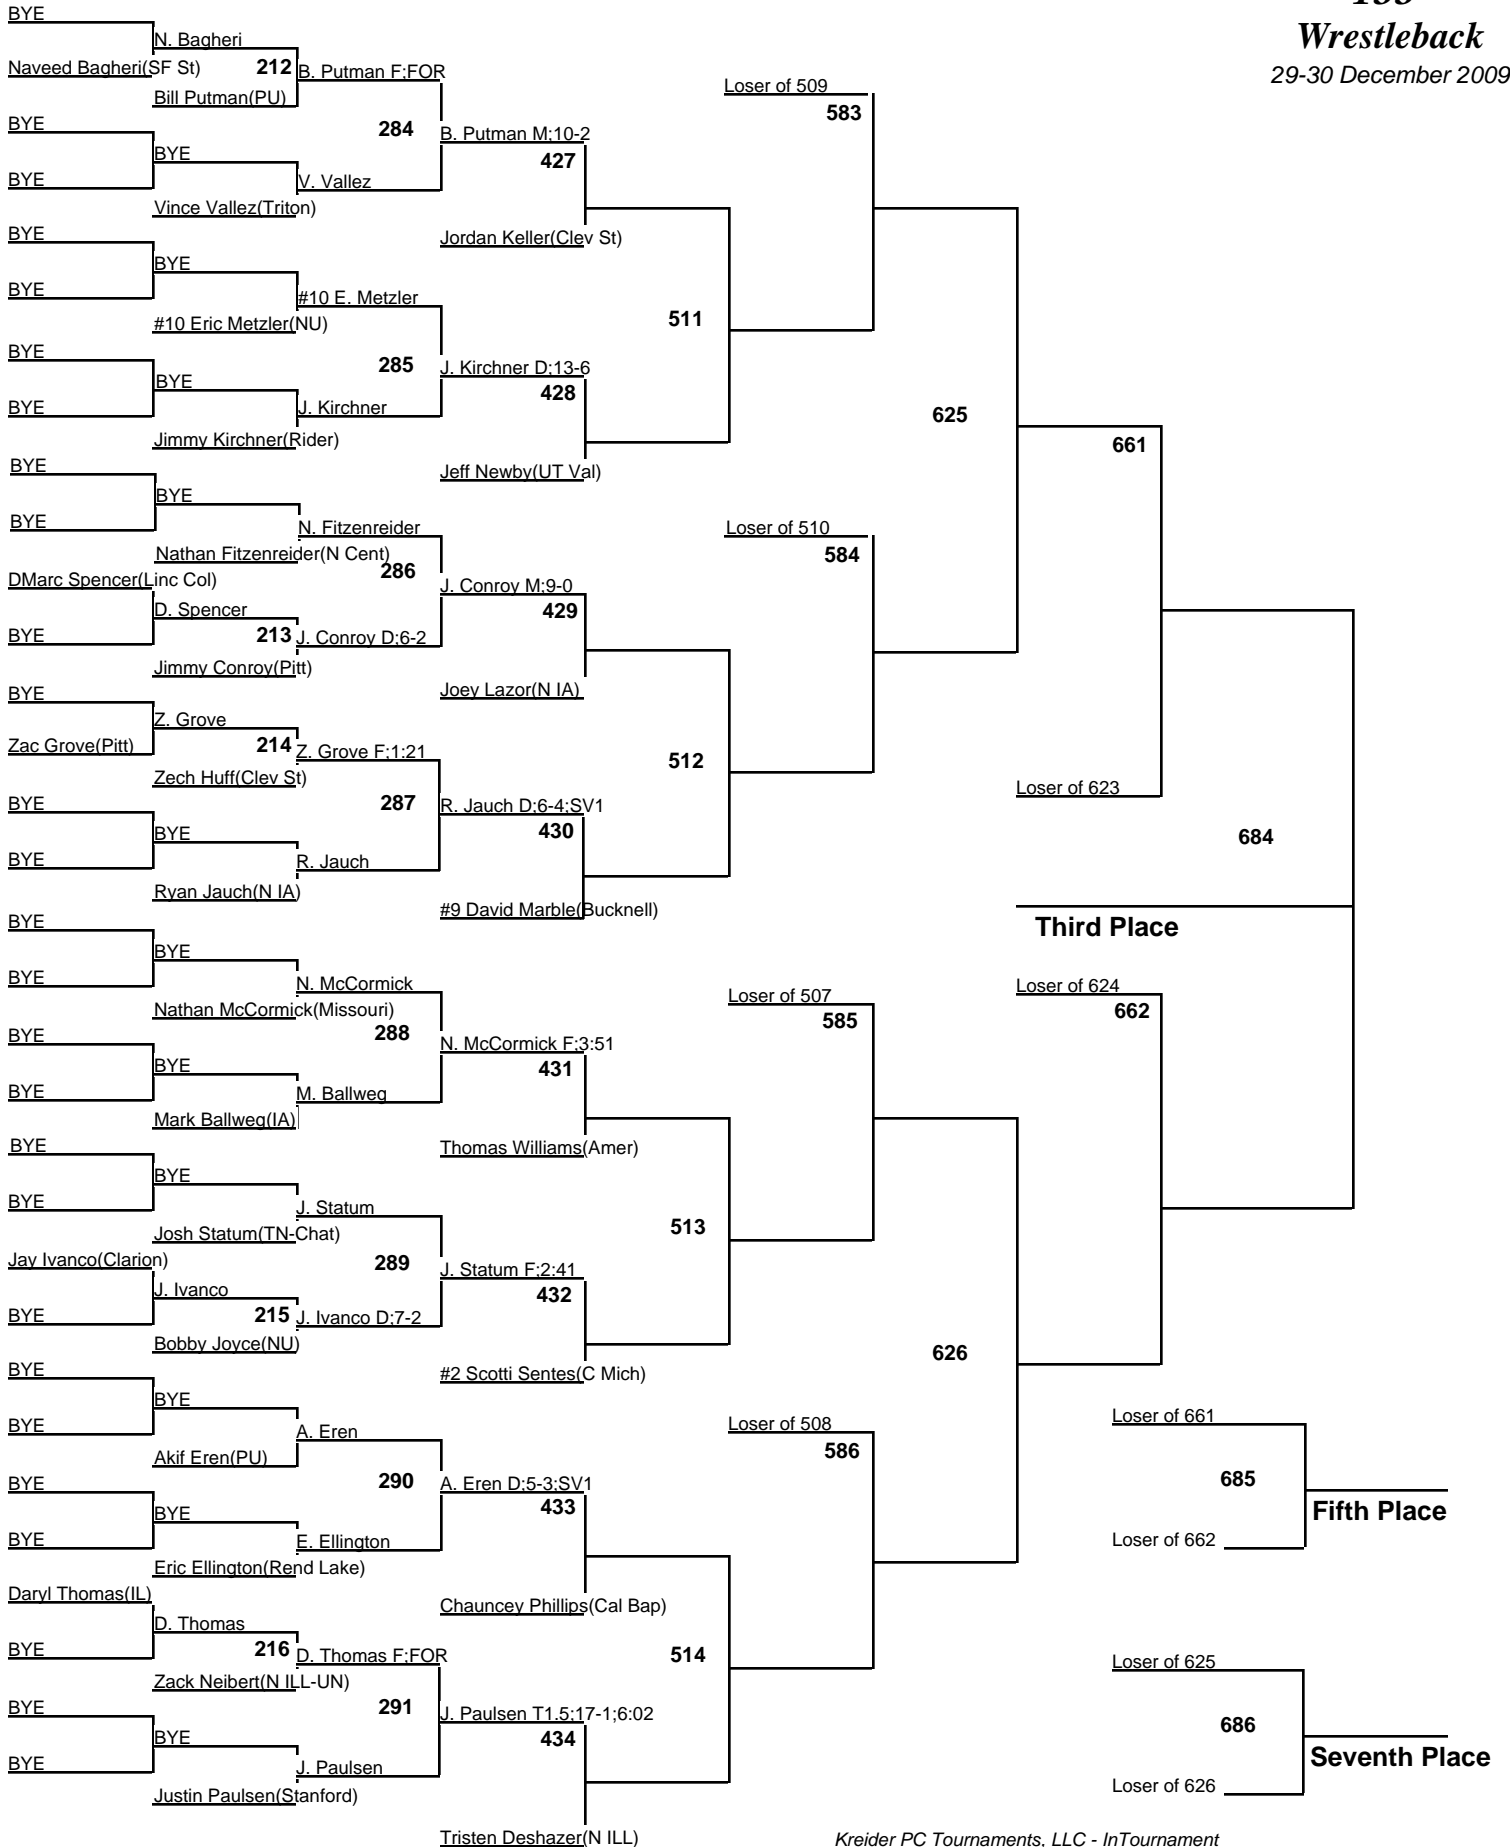 Wrestleback
29-30 December 2009
BYE
N. Bagheri
Naveed Bagheri(SF St)
212
B. Putman F;FOR
Bill Putman(PU)
284
BYE
BYE
BYE
V. Vallez
Vince Vallez(Triton)
B. Putman M;10-2
427
Jordan Keller(Clev St)
BYE
BYE
BYE
#10 E. Metzler
#10 Eric Metzler(NU)
285
BYE
BYE
BYE
J. Kirchner
Jimmy Kirchner(Rider)
J. Kirchner D;13-6
428
Jeff Newby(UT Val)
511
Loser of 509
583
BYE
BYE
BYE
N. Fitzenreider
Nathan Fitzenreider(N Cent)
286
DMarc Spencer(Linc Col)
D. Spencer
BYE
213
J. Conroy D;6-2
Jimmy Conroy(Pitt)
J. Conroy M;9-0
429
Joey Lazor(N IA)
BYE
Z. Grove
Zac Grove(Pitt)
214
Z. Grove F;1:21
Zech Huff(Clev St)
287
BYE
BYE
BYE
R. Jauch
Ryan Jauch(N IA)
R. Jauch D;6-4;SV1
430
#9 David Marble(Bucknell)
512
Loser of 510
584
625
661
Loser of 623
684
Third Place
BYE
BYE
BYE
N. McCormick
Nathan McCormick(Missouri)
288
BYE
BYE
BYE
M. Ballweg
Mark Ballweg(IA)
N. McCormick F;3:51
431
Thomas Williams(Amer)
BYE
BYE
BYE
J. Statum
Josh Statum(TN-Chat)
289
Jay Ivanco(Clarion)
J. Ivanco
BYE
215
J. Ivanco D;7-2
Bobby Joyce(NU)
J. Statum F;2:41
432
#2 Scotti Sentes(C Mich)
513
Loser of 507
585
Loser of 624
662
626
BYE
BYE
BYE
A. Eren
Akif Eren(PU)
290
BYE
BYE
BYE
E. Ellington
Eric Ellington(Rend Lake)
A. Eren D;5-3;SV1
433
Chauncey Phillips(Cal Bap)
Daryl Thomas(IL)
D. Thomas
BYE
216
D. Thomas F;FOR
Zack Neibert(N ILL-UN)
291
BYE
BYE
BYE
J. Paulsen
Justin Paulsen(Stanford)
J. Paulsen T1.5;17-1;6:02
434
Tristen Deshazer(N ILL)
514
Loser of 508
586
Loser of 661
685
Fifth Place
Loser of 662
Loser of 625
686
Seventh Place
Loser of 626
Kreider PC Tournaments, LLC - InTournament